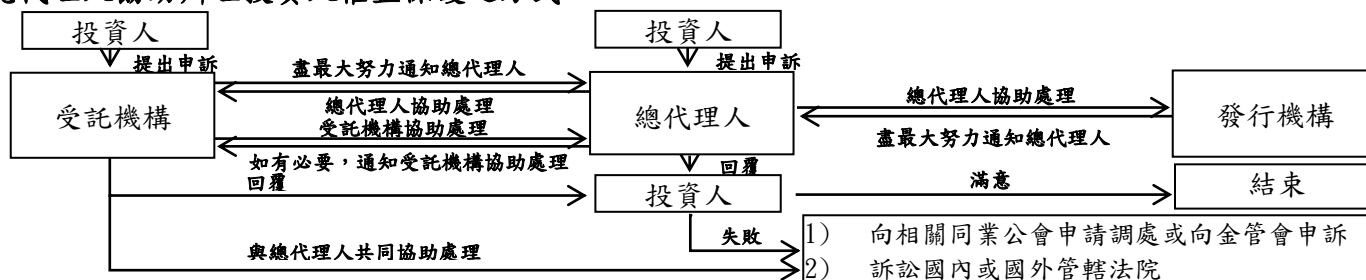 投資人
投資人
提出申訴
提出申訴
盡最大努力通知總代理人
總代理人協助處理
受託機構
總代理人
發行機構
總代理人協助處理
受託機構協助處理
盡最大努力通知總代理人
如有必要，通知受託機構協助處理
回覆
回覆
投資人
滿意
結束
失敗
1) 向相關同業公會申請調處或向金管會申訴
與總代理人共同協助處理
2) 訴訟國內或國外管轄法院